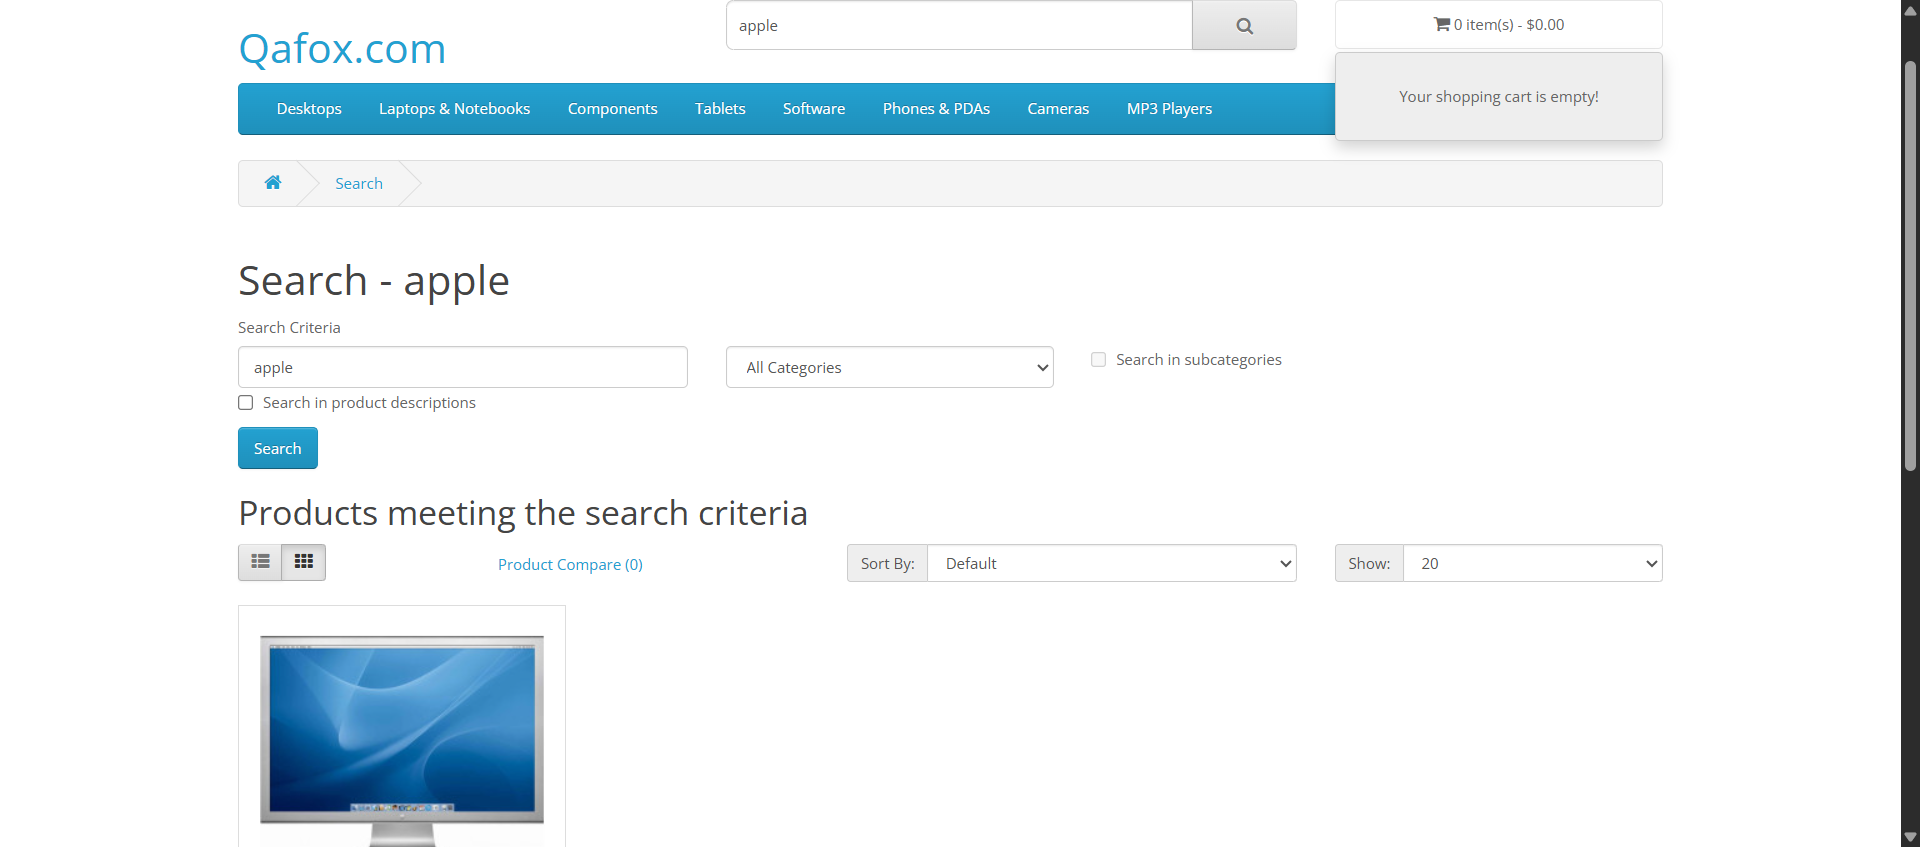 apple
0 item(s) - $0.00
Qafox.com
Your shopping cart is empty!
Desktops Laptops & Notebooks Components Tablets Software Phones & PDAs Cameras MP3 Players
Search
Search - apple
Search Criteria
apple
All Categories
Search in subcategories
Search in product descriptions
Search
Products meeting the search criteria
Product Compare (0)
Sort By: Default
Show: 20